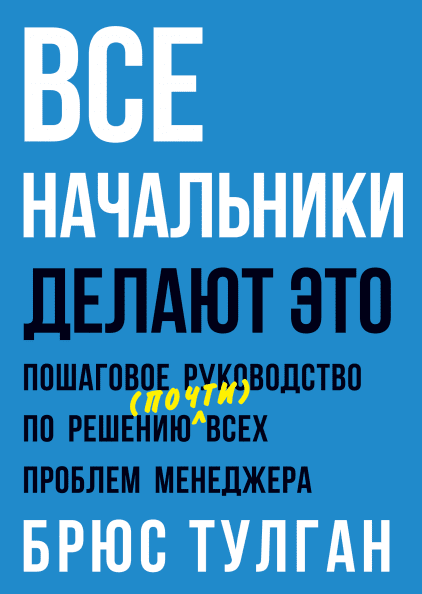 ВСЕ
НАЧАЛЬНИКИ
ДЕЛАЮТ ЭТО
ПОШАГОВОЕ РУКОВОДСТВО
(ПОЧТИ)
ПО РЕШЕНИЮ ВСЕХ
ПРОБЛЕМ МЕНЕДЖЕРА
БРЮС ТУЛГАН